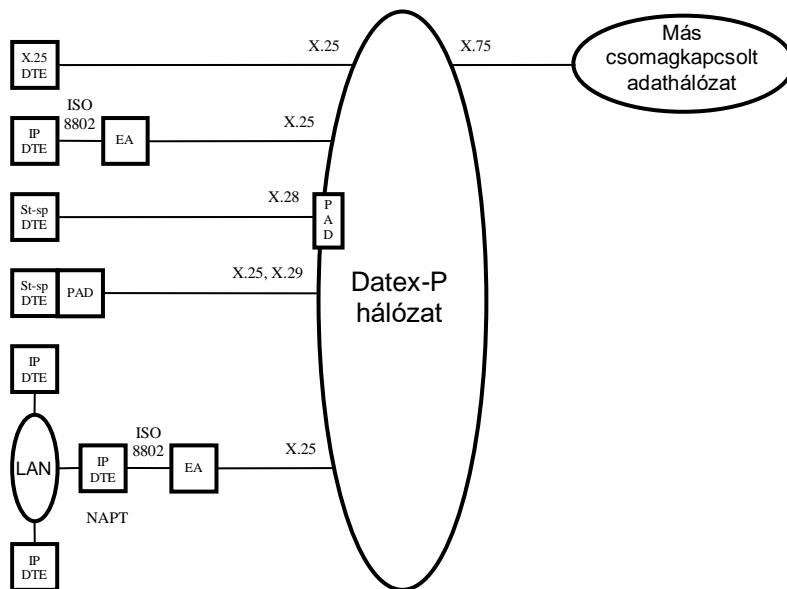 X.25
DTE
X.25
X.75
Más
csomagkapcsolt
adathálózat
ISO
8802
IP
DTE
EA
X.25
St-sp
DTE
X.28
P
A
D
St-sp
DTE
PAD
X.25, X.29
Datex-P
hálózat
IP
DTE
LAN
IP
DTE
ISO
8802
EA
X.25
NAPT
IP
DTE